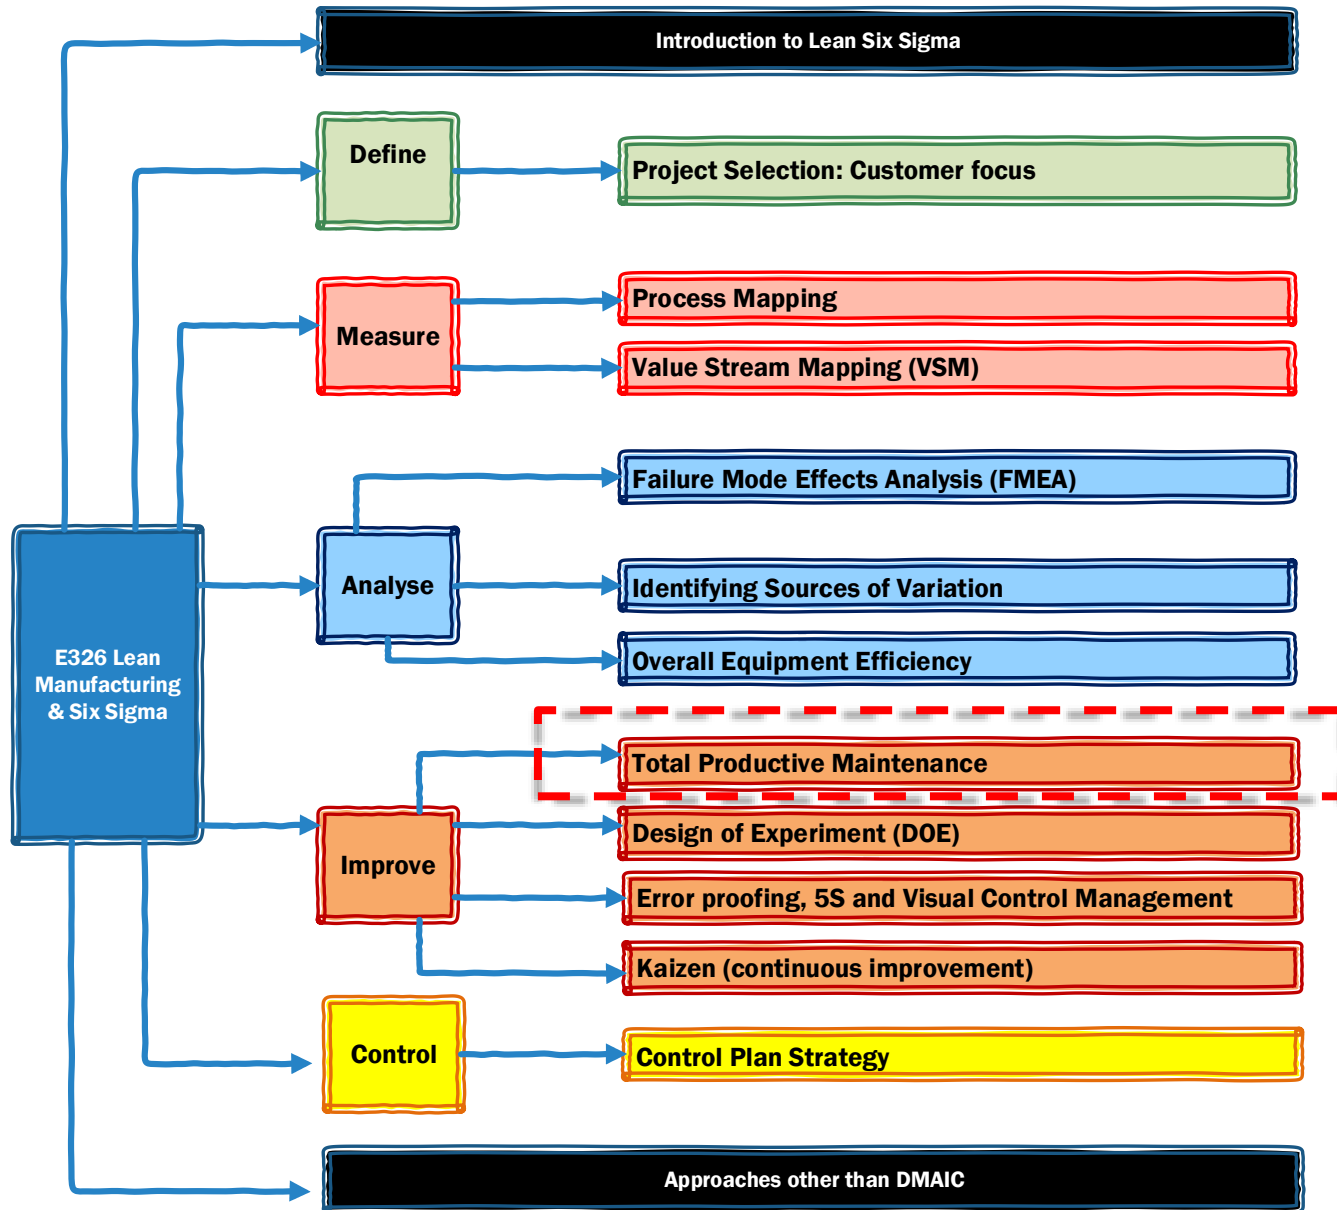 Introduction to Lean Six Sigma
Define
Project Selection: Customer focus
Measure
Process Mapping
Value Stream Mapping (VSM)
Failure Mode Effects Analysis (FMEA)
Analyse
Identifying Sources of Variation
Overall Equipment Efficiency
E326 Lean
Manufacturing
& Six Sigma
Total Productive Maintenance
Design of Experiment (DOE)
Improve
Error proofing, 5S and Visual Control Management
Kaizen (continuous improvement)
Control
Control Plan Strategy
Approaches other than DMAIC